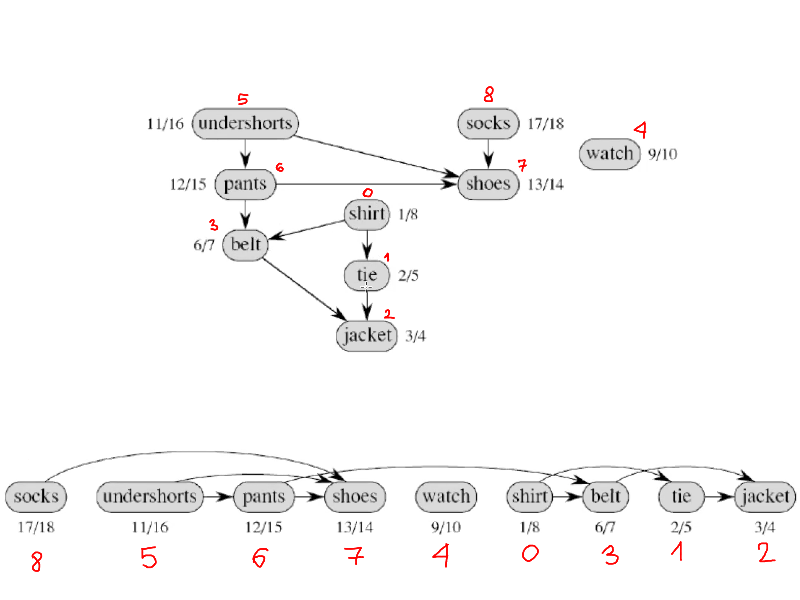 5 8
11/16 undershorts socks 17/18 4
watch 9/10
6 7
12/15 pants shoes 13/14
0
3 shirt 1/8
6/7 belt
1
tie 2/5
2
jacket 3/4
socks undershorts pants shoes watch shirt belt tie jacket
17/18 11/16 12/15 13/14 9/10 1/8 6/7 2/5 3/4
8 5 6 7 4 0 3 1 2